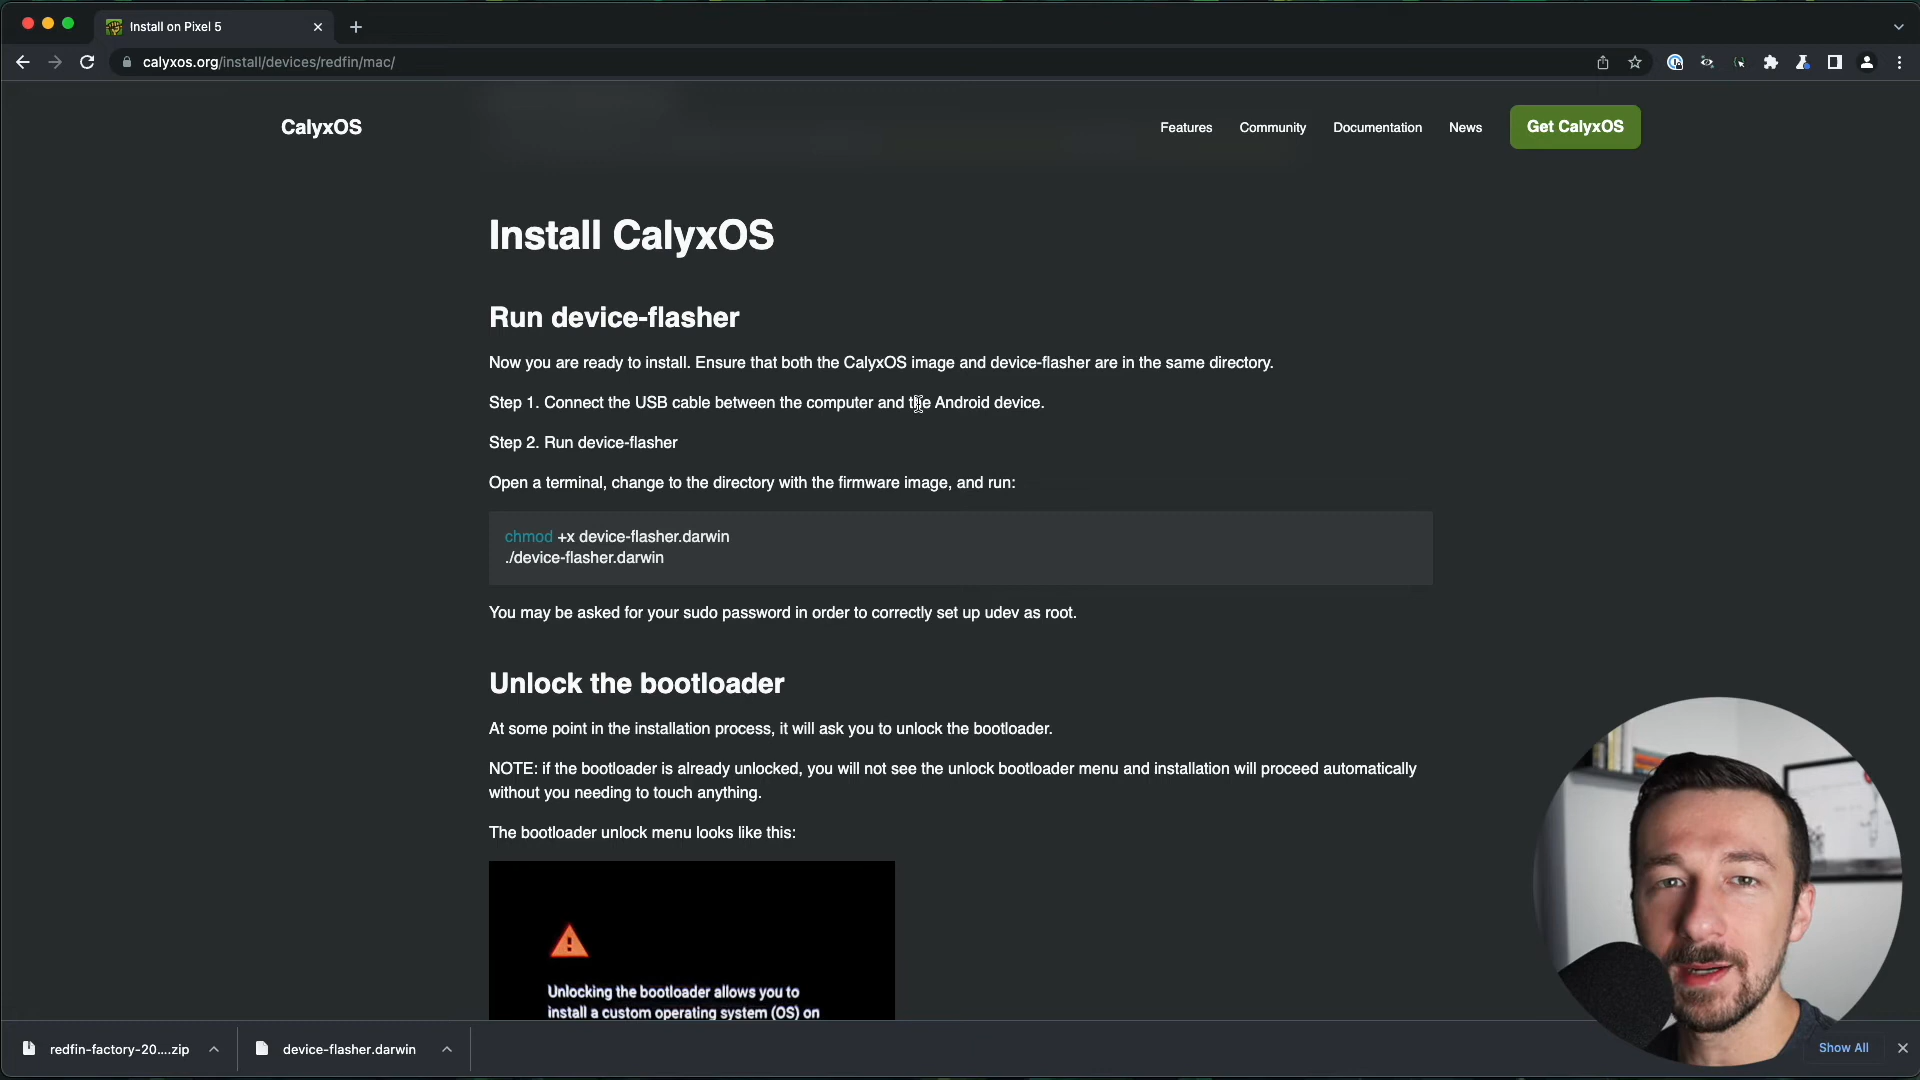 Install on Pixel 5
calyxos.org/install/devices/redfin/mac/
CalyxOS
Features
Community
Documentation
News
Get CalyxOS
Install CalyxOS
Run device-flasher
Now you are ready to install. Ensure that both the CalyxOS image and device-flasher are in the same directory.
Step 1. Connect the USB cable between the computer and the Android device.
Step 2. Run device-flasher
Open a terminal, change to the directory with the firmware image, and run:
chmod +x device-flasher.darwin
./device-flasher.darwin
You may be asked for your sudo password in order to correctly set up udev as root.
Unlock the bootloader
At some point in the installation process, it will ask you to unlock the bootloader.
NOTE: if the bootloader is already unlocked, you will not see the unlock bootloader menu and installation will proceed automatically
without you needing to touch anything.
The bootloader unlock menu looks like this:
Unlocking the bootloader allows you to
install a custom operating system (OS) on
redfin-factory-20....zip
device-flasher.darwin
Show All